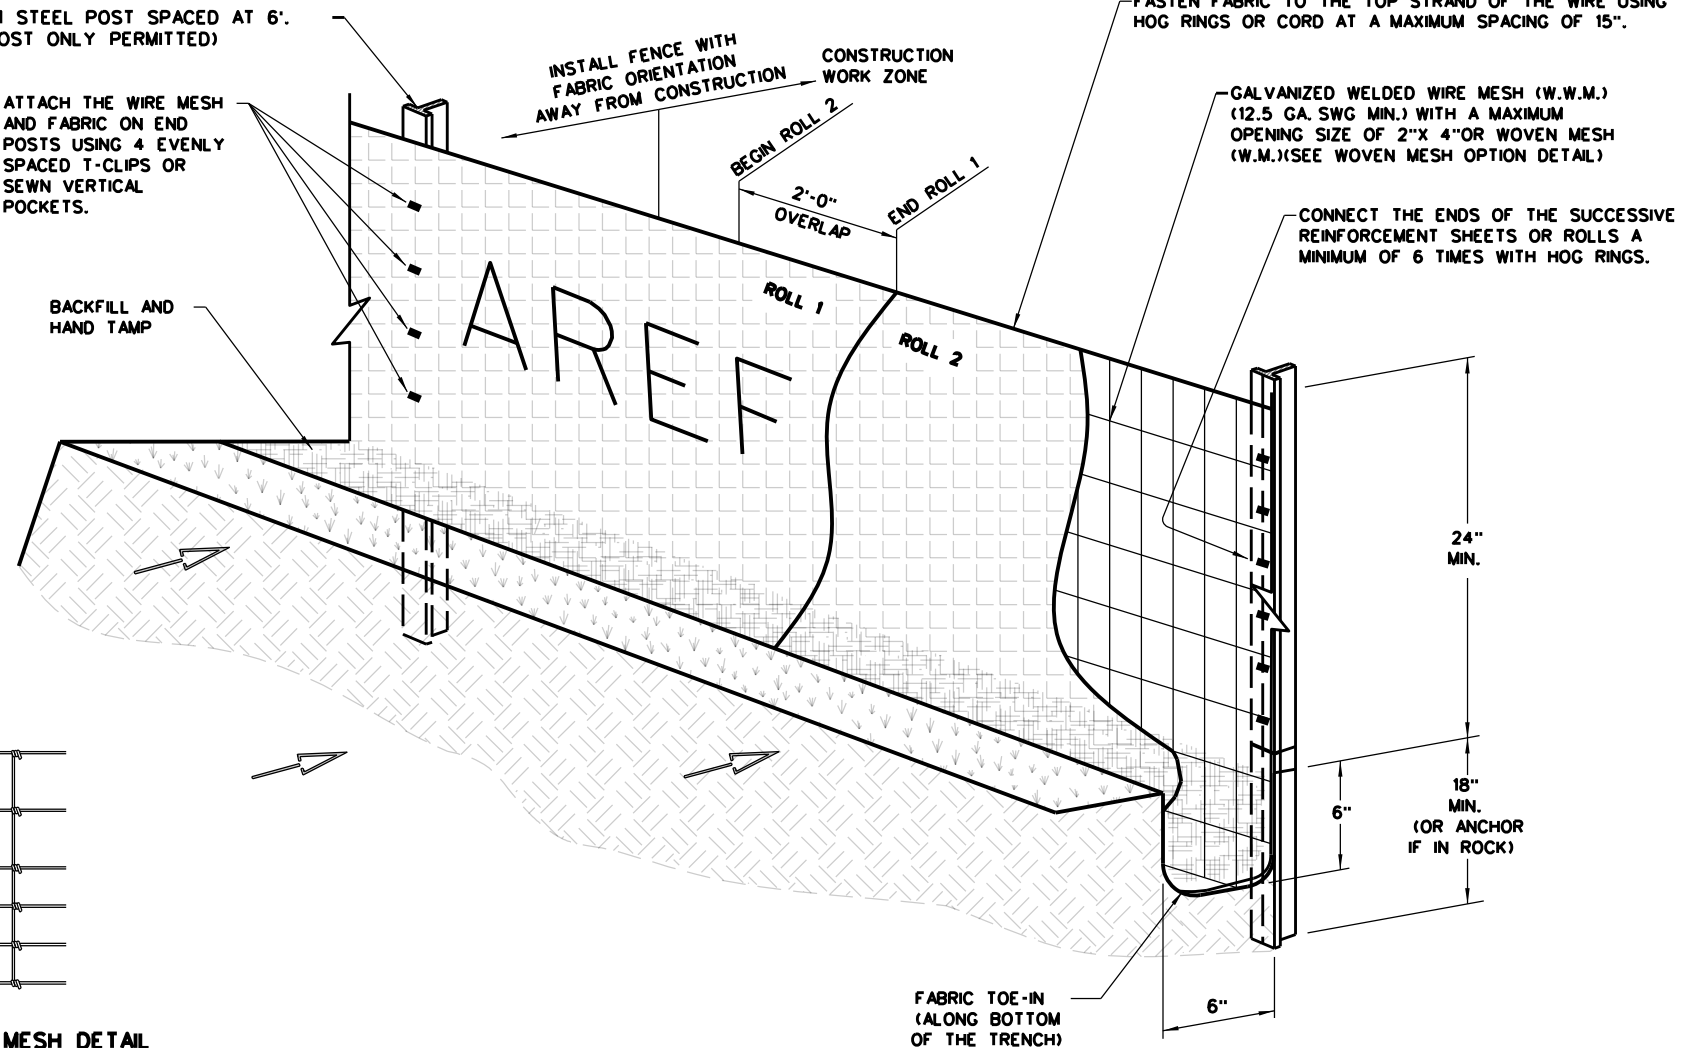 STEEL POST SPACED AT 6'.
POST ONLY PERMITTED)
ATTACH THE WIRE MESH
AND FABRIC ON END
POSTS USING 4 EVENLY
SPACED T-CLIPS OR
SEWN VERTICAL
POCKETS.
BACKFILL AND
HAND TAMP
INSTALL FENCE WITH
FABRIC ORIENTATION
AWAY FROM CONSTRUCTION
CONSTRUCTION
WORK ZONE
BEGIN ROLL 2
2'-0"
OVERLAP
END ROLL 1
FASTEN FABRIC TO THE TOP STRAND OF THE WIRE USING
HOG RINGS OR CORD AT A MAXIMUM SPACING OF 15".
GALVANIZED WELDED WIRE MESH (W.W.M.)
(12.5 GA. SWG MIN.) WITH A MAXIMUM
OPENING SIZE OF 2"X 4"OR WOVEN MESH
(W.M.)(SEE WOVEN MESH OPTION DETAIL)
CONNECT THE ENDS OF THE SUCCESSIVE
REINFORCEMENT SHEETS OR ROLLS A
MINIMUM OF 6 TIMES WITH HOG RINGS.
AREF
ROLL 1
ROLL 2
24"
MIN.
6"
18"
MIN.
(OR ANCHOR
IF IN ROCK)
FABRIC TOE-IN
(ALONG BOTTOM
OF THE TRENCH)
6"
MESH DETAIL